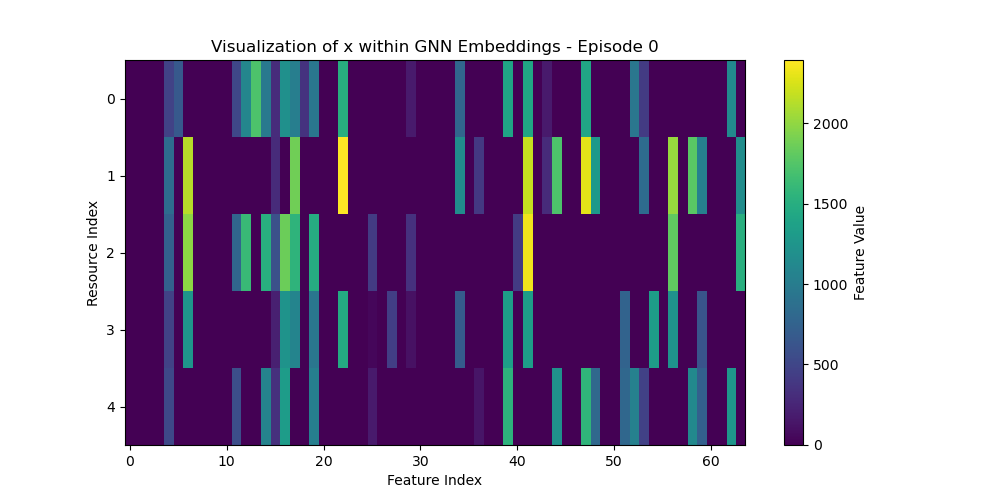 Visualization of x within GNN Embeddings - Episode 0
Resource Index
0
1
2
3
4
0 10 20 30 40 50 60
Feature Index
2000
1500
1000
500
0
Feature Value